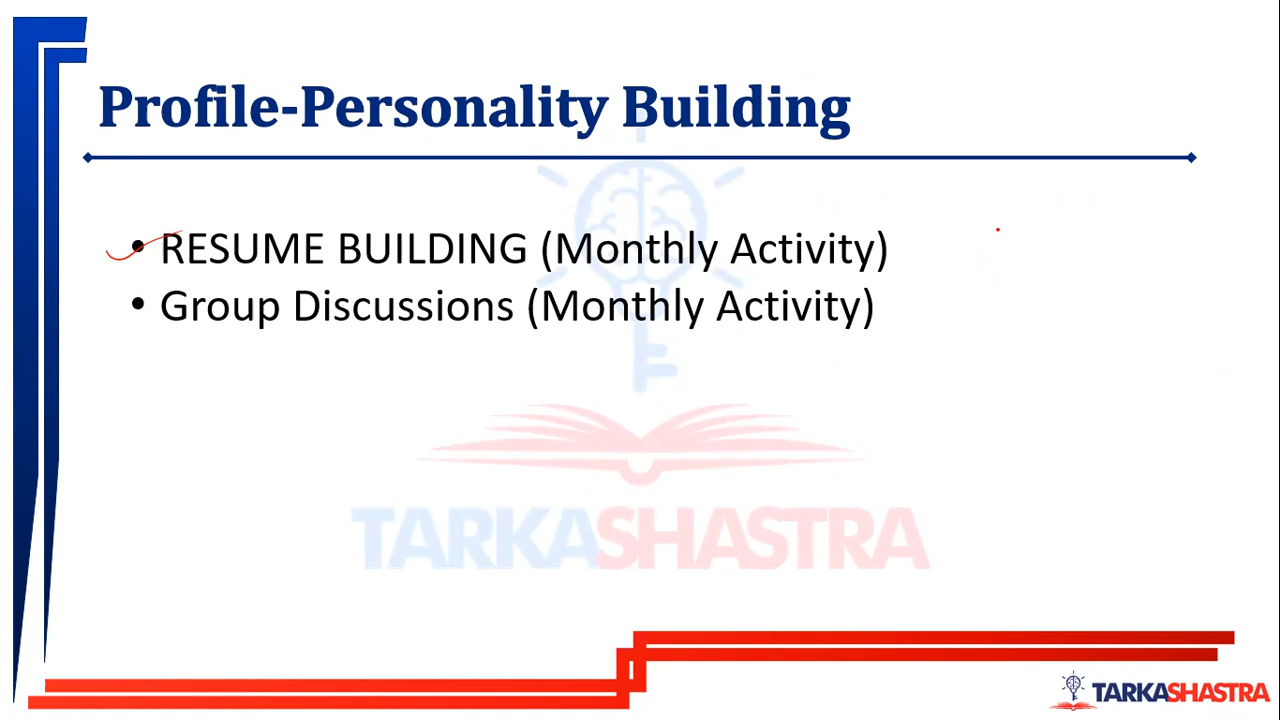 Profile-Personality Building
• RESUME BUILDING (Monthly Activity)
• Group Discussions (Monthly Activity)
TARKASHASTRA
TARKASHASTRA